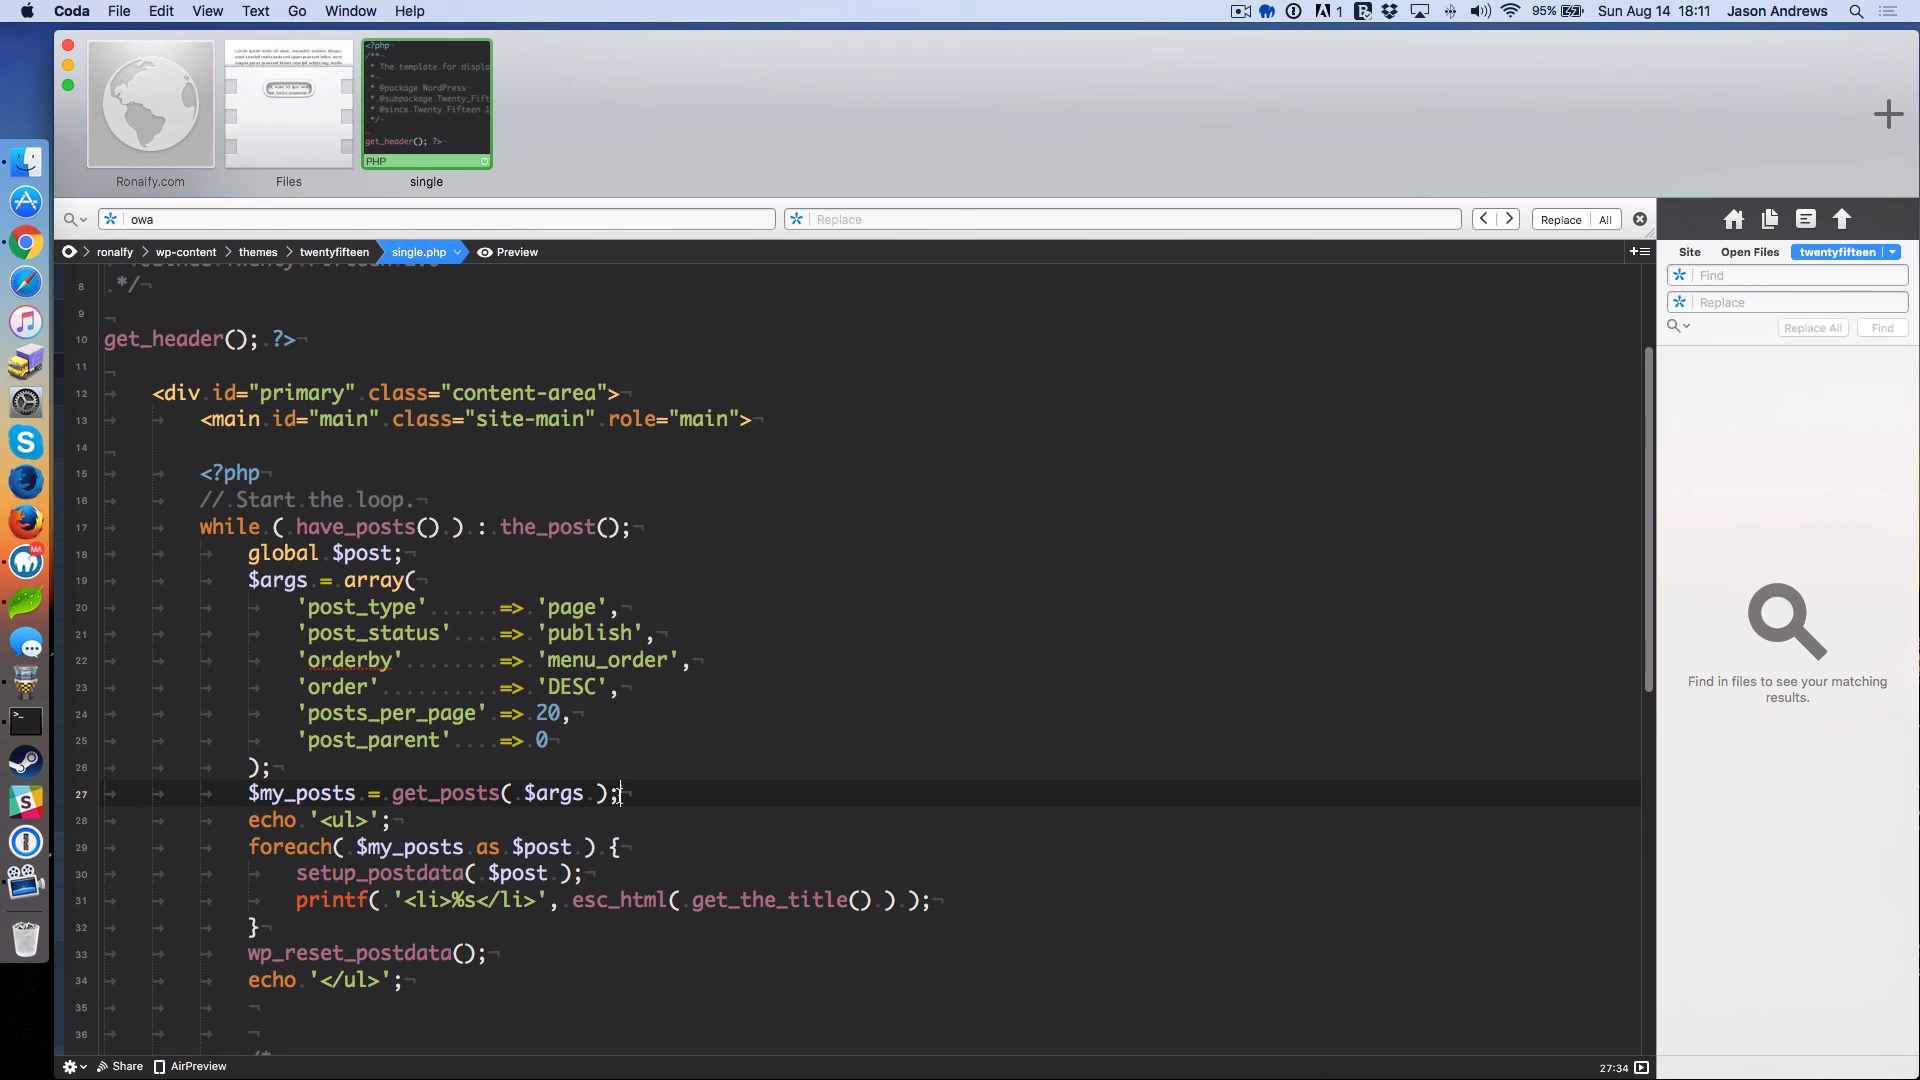 Coda File Edit View Text Go Window Help
1 95% Sun Aug 14 18:11 Jason Andrews
<?php
/**
* The template for displa
*
* @package WordPress
* @subpackage Twenty_Fift
* @since Twenty Fifteen 1
*/
get_header(); ?>
PHP
Ronalfy.com Files single
owa Replace Replace All
ronalfy wp-content themes twentyfifteen single.php Preview
Site Open Files twentyfifteen
Find
Replace
Replace All Find
Find in files to see your matching
results.
8 */
9
10 get_header(); ?>
11
12 <div id="primary" class="content-area">
13 <main id="main" class="site-main" role="main">
14
15 <?php
16 // Start the loop.
17 while ( have_posts() ) : the_post();
18 global $post;
19 $args = array(
20 'post_type' => 'page',
21 'post_status' => 'publish',
22 'orderby' => 'menu_order',
23 'order' => 'DESC',
24 'posts_per_page' => 20,
25 'post_parent' => 0
26 );
27 $my_posts = get_posts( $args );
28 echo '<ul>';
29 foreach( $my_posts as $post ) {
30 setup_postdata( $post );
31 printf( '<li>%s</li>', esc_html( get_the_title() ) );
32 }
33 wp_reset_postdata();
34 echo '</ul>';
35
36
/*
Share AirPreview 27:34